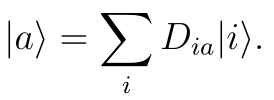 |a⟩ = ∑_i D_{ia}|i⟩.